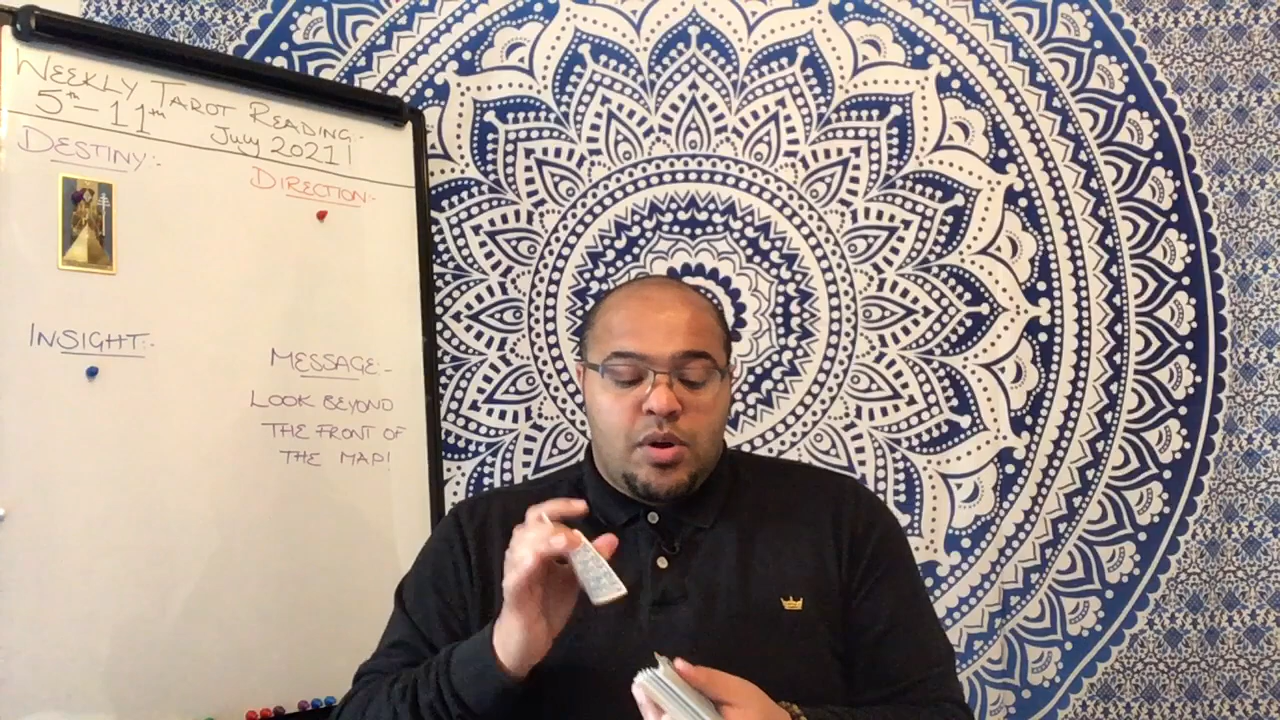 WEEKLY TAROT READING:-
5th - 11th July 2021!
DESTINY:-
DIRECTION:-
INSIGHT:-
MESSAGE:-
LOOK BEYOND
THE FRONT OF
THE MAP!